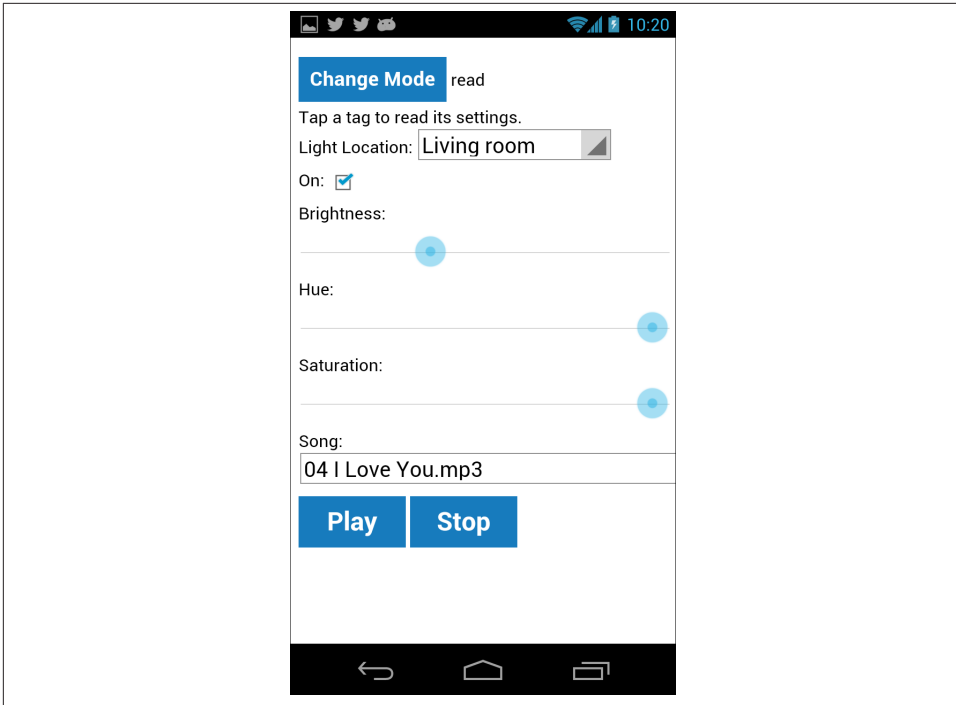 10:20
Change Mode read
Tap a tag to read its settings.
Light Location: Living room
On:
Brightness:
Hue:
Saturation:
Song:
04 I Love You.mp3
Play Stop